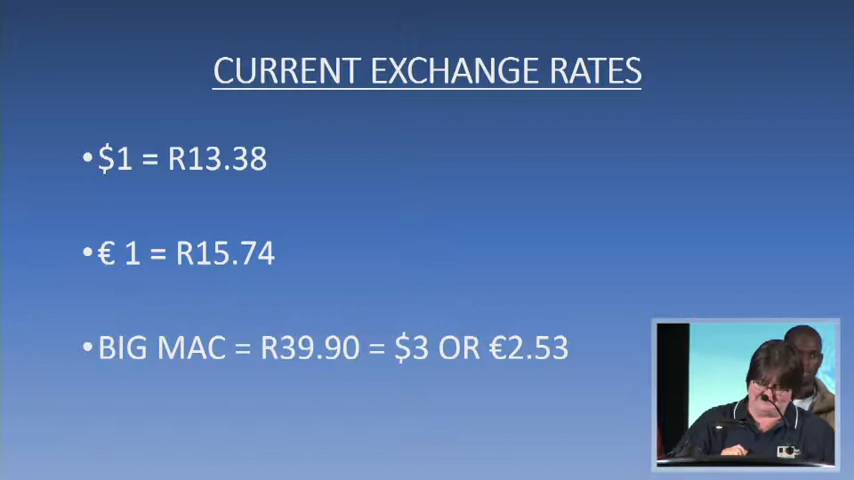 CURRENT EXCHANGE RATES
•$1 = R13.38
•€ 1 = R15.74
•BIG MAC = R39.90 = $3 OR €2.53